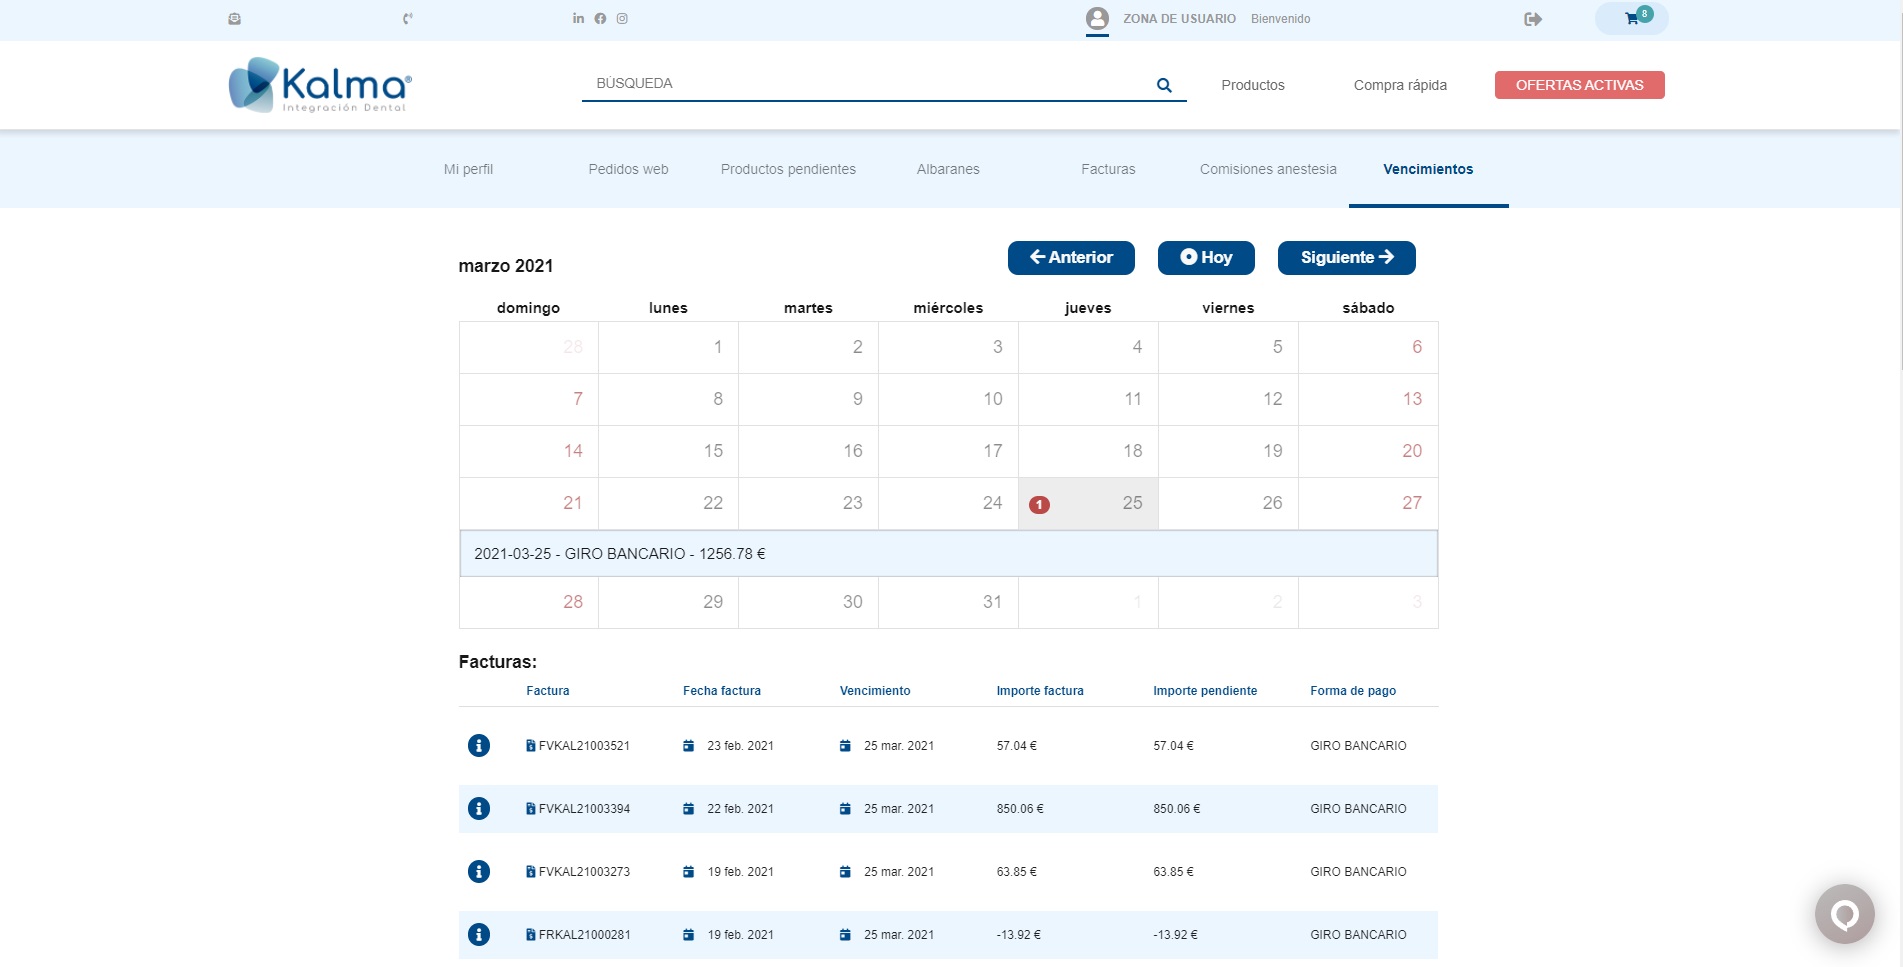 ZONA DE USUARIO Bienvenido 8
Kalma®
Integración Dental
BÚSQUEDA
Productos
Compra rápida
OFERTAS ACTIVAS
Mi perfil
Pedidos web
Productos pendientes
Albaranes
Facturas
Comisiones anestesia
Vencimientos
marzo 2021
Anterior
Hoy
Siguiente
domingo lunes martes miércoles jueves viernes sábado
28 1 2 3 4 5 6
7 8 9 10 11 12 13
14 15 16 17 18 19 20
21 22 23 24 1 25 26 27
2021-03-25 - GIRO BANCARIO - 1256.78 €
28 29 30 31 1 2 3
Facturas:
Factura Fecha factura Vencimiento Importe factura Importe pendiente Forma de pago
FVKAL21003521 23 feb. 2021 25 mar. 2021 57.04 € 57.04 € GIRO BANCARIO
FVKAL21003394 22 feb. 2021 25 mar. 2021 850.06 € 850.06 € GIRO BANCARIO
FVKAL21003273 19 feb. 2021 25 mar. 2021 63.85 € 63.85 € GIRO BANCARIO
FRKAL21000281 19 feb. 2021 25 mar. 2021 -13.92 € -13.92 € GIRO BANCARIO